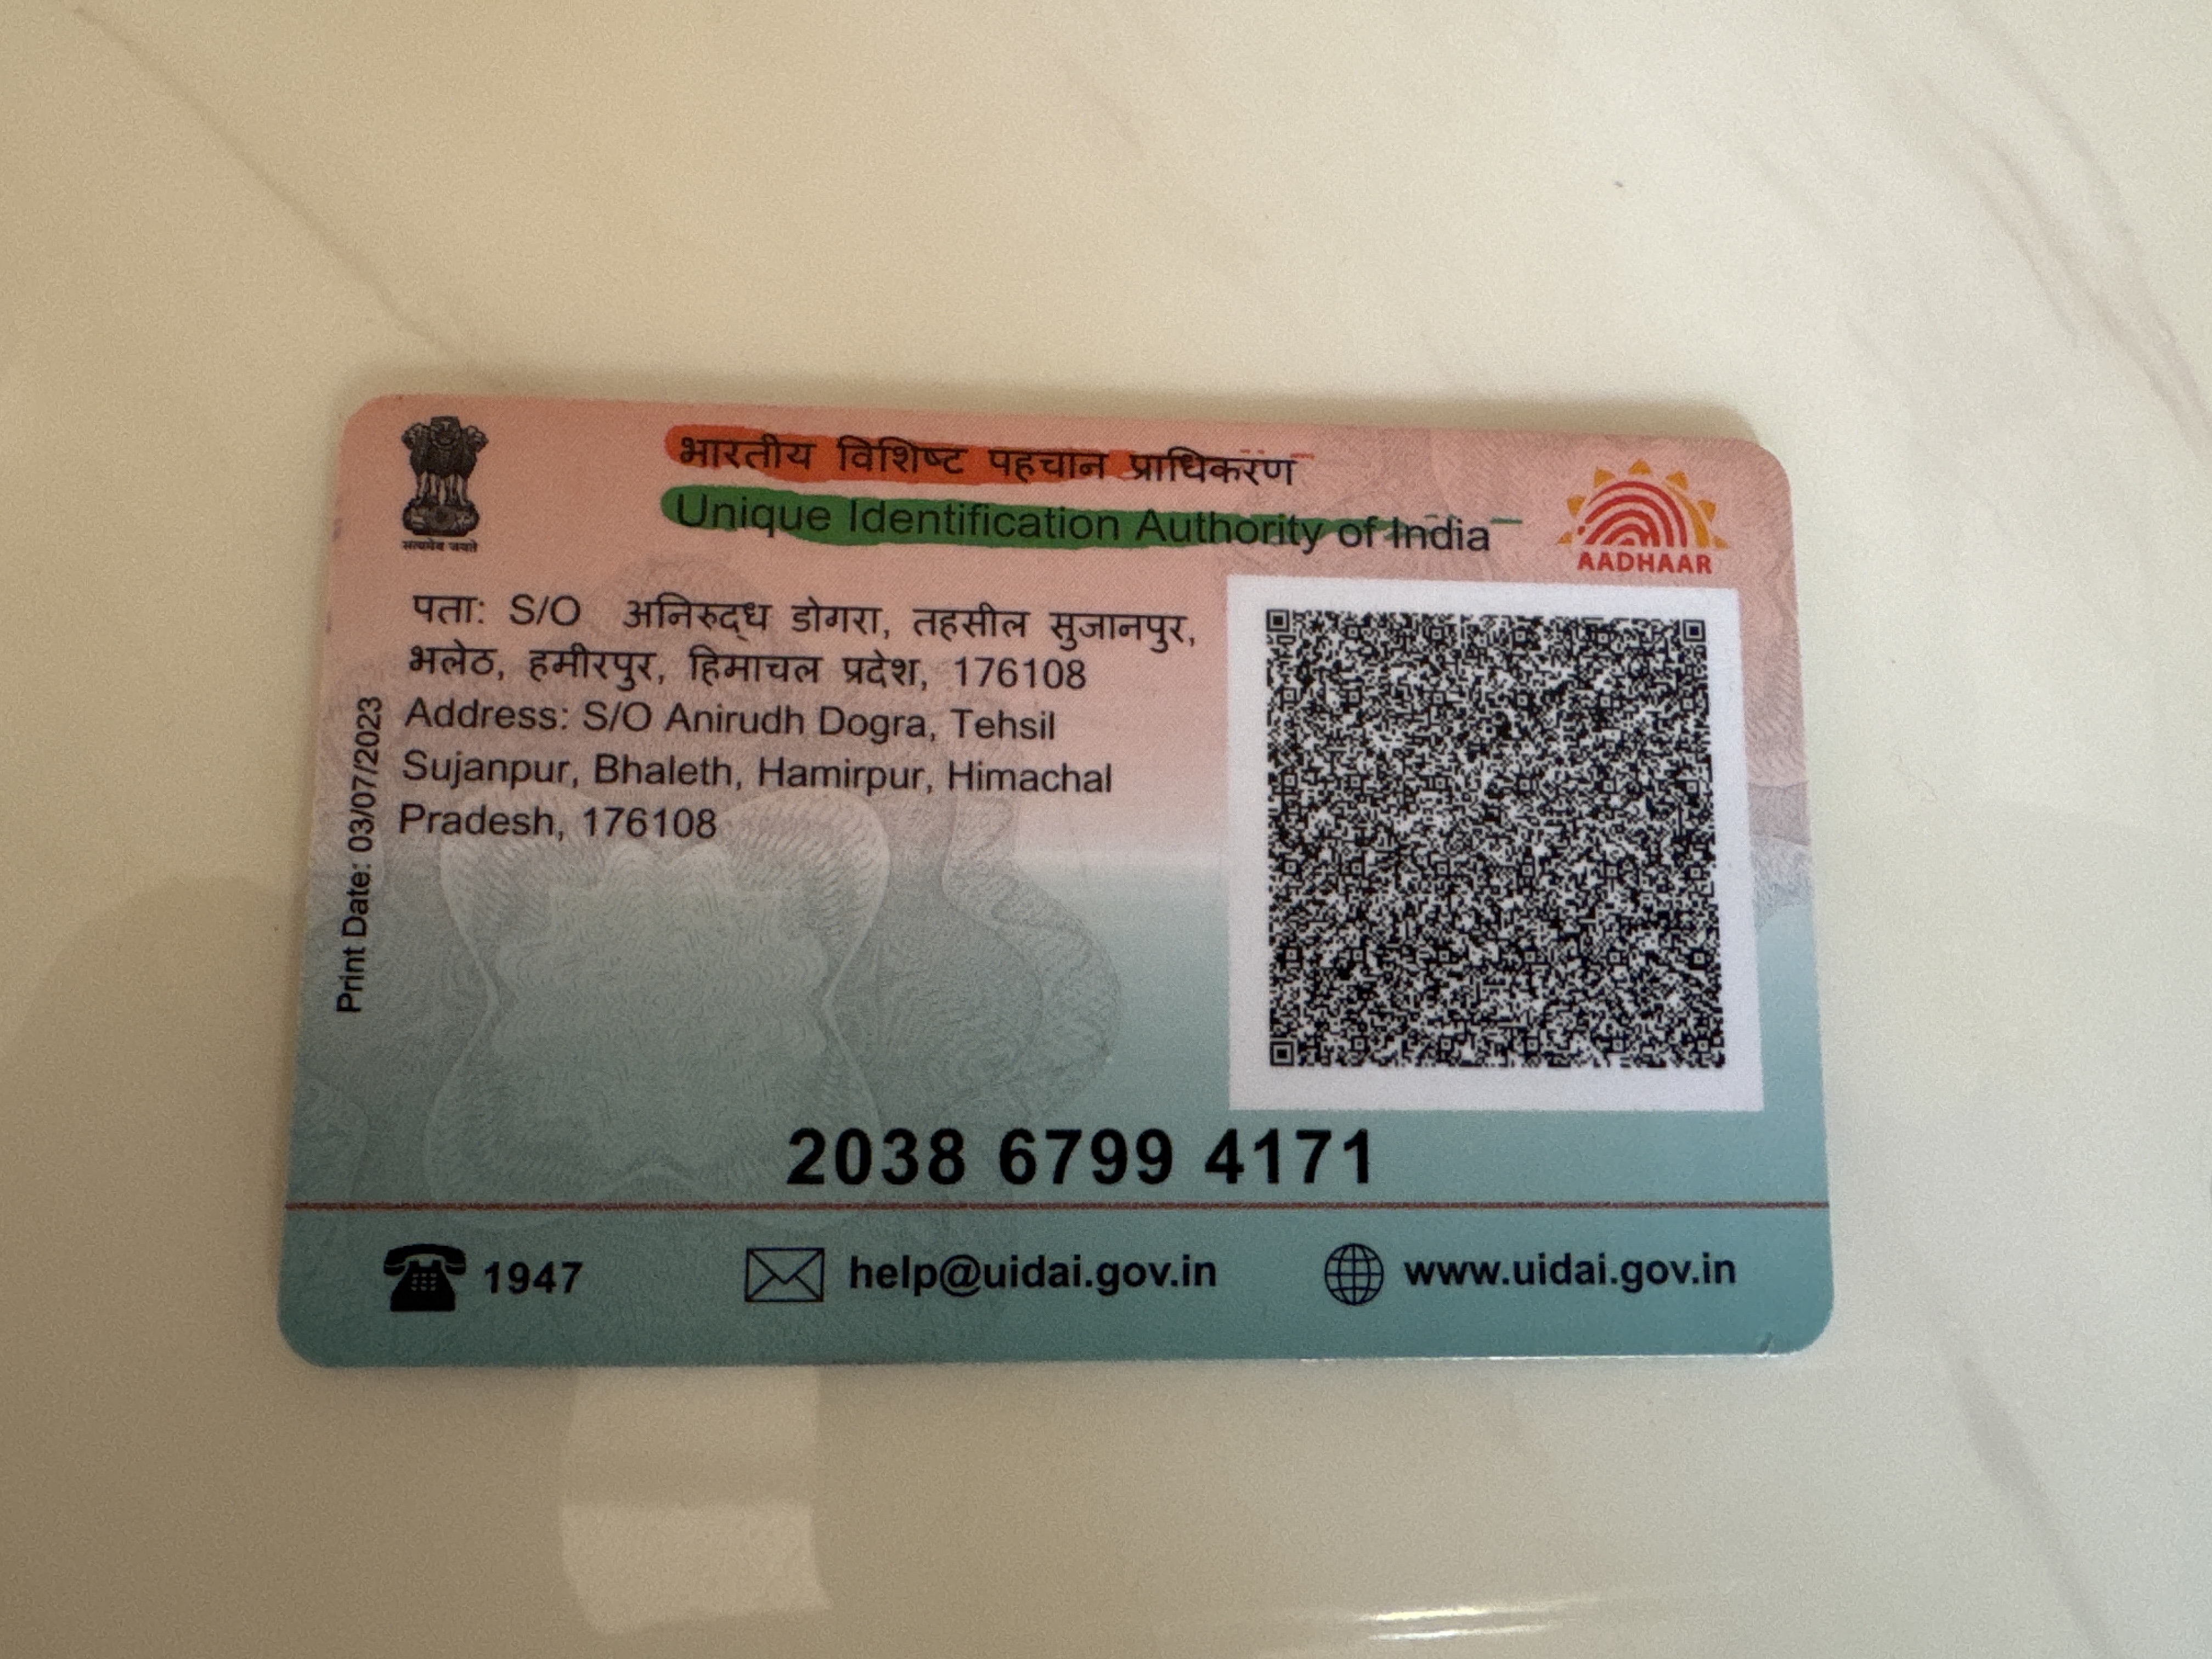 भारतीय विशिष्ट पहचान प्राधिकरण
Unique Identification Authority of India
सत्यमेव जयते
AADHAAR
पता: S/O अनिरुद्ध डोगरा, तहसील सुजानपुर,
भलेठ, हमीरपुर, हिमाचल प्रदेश, 176108
Address: S/O Anirudh Dogra, Tehsil
Sujanpur, Bhaleth, Hamirpur, Himachal
Pradesh, 176108
Print Date: 03/07/2023
2038 6799 4171
1947
help@uidai.gov.in
www.uidai.gov.in